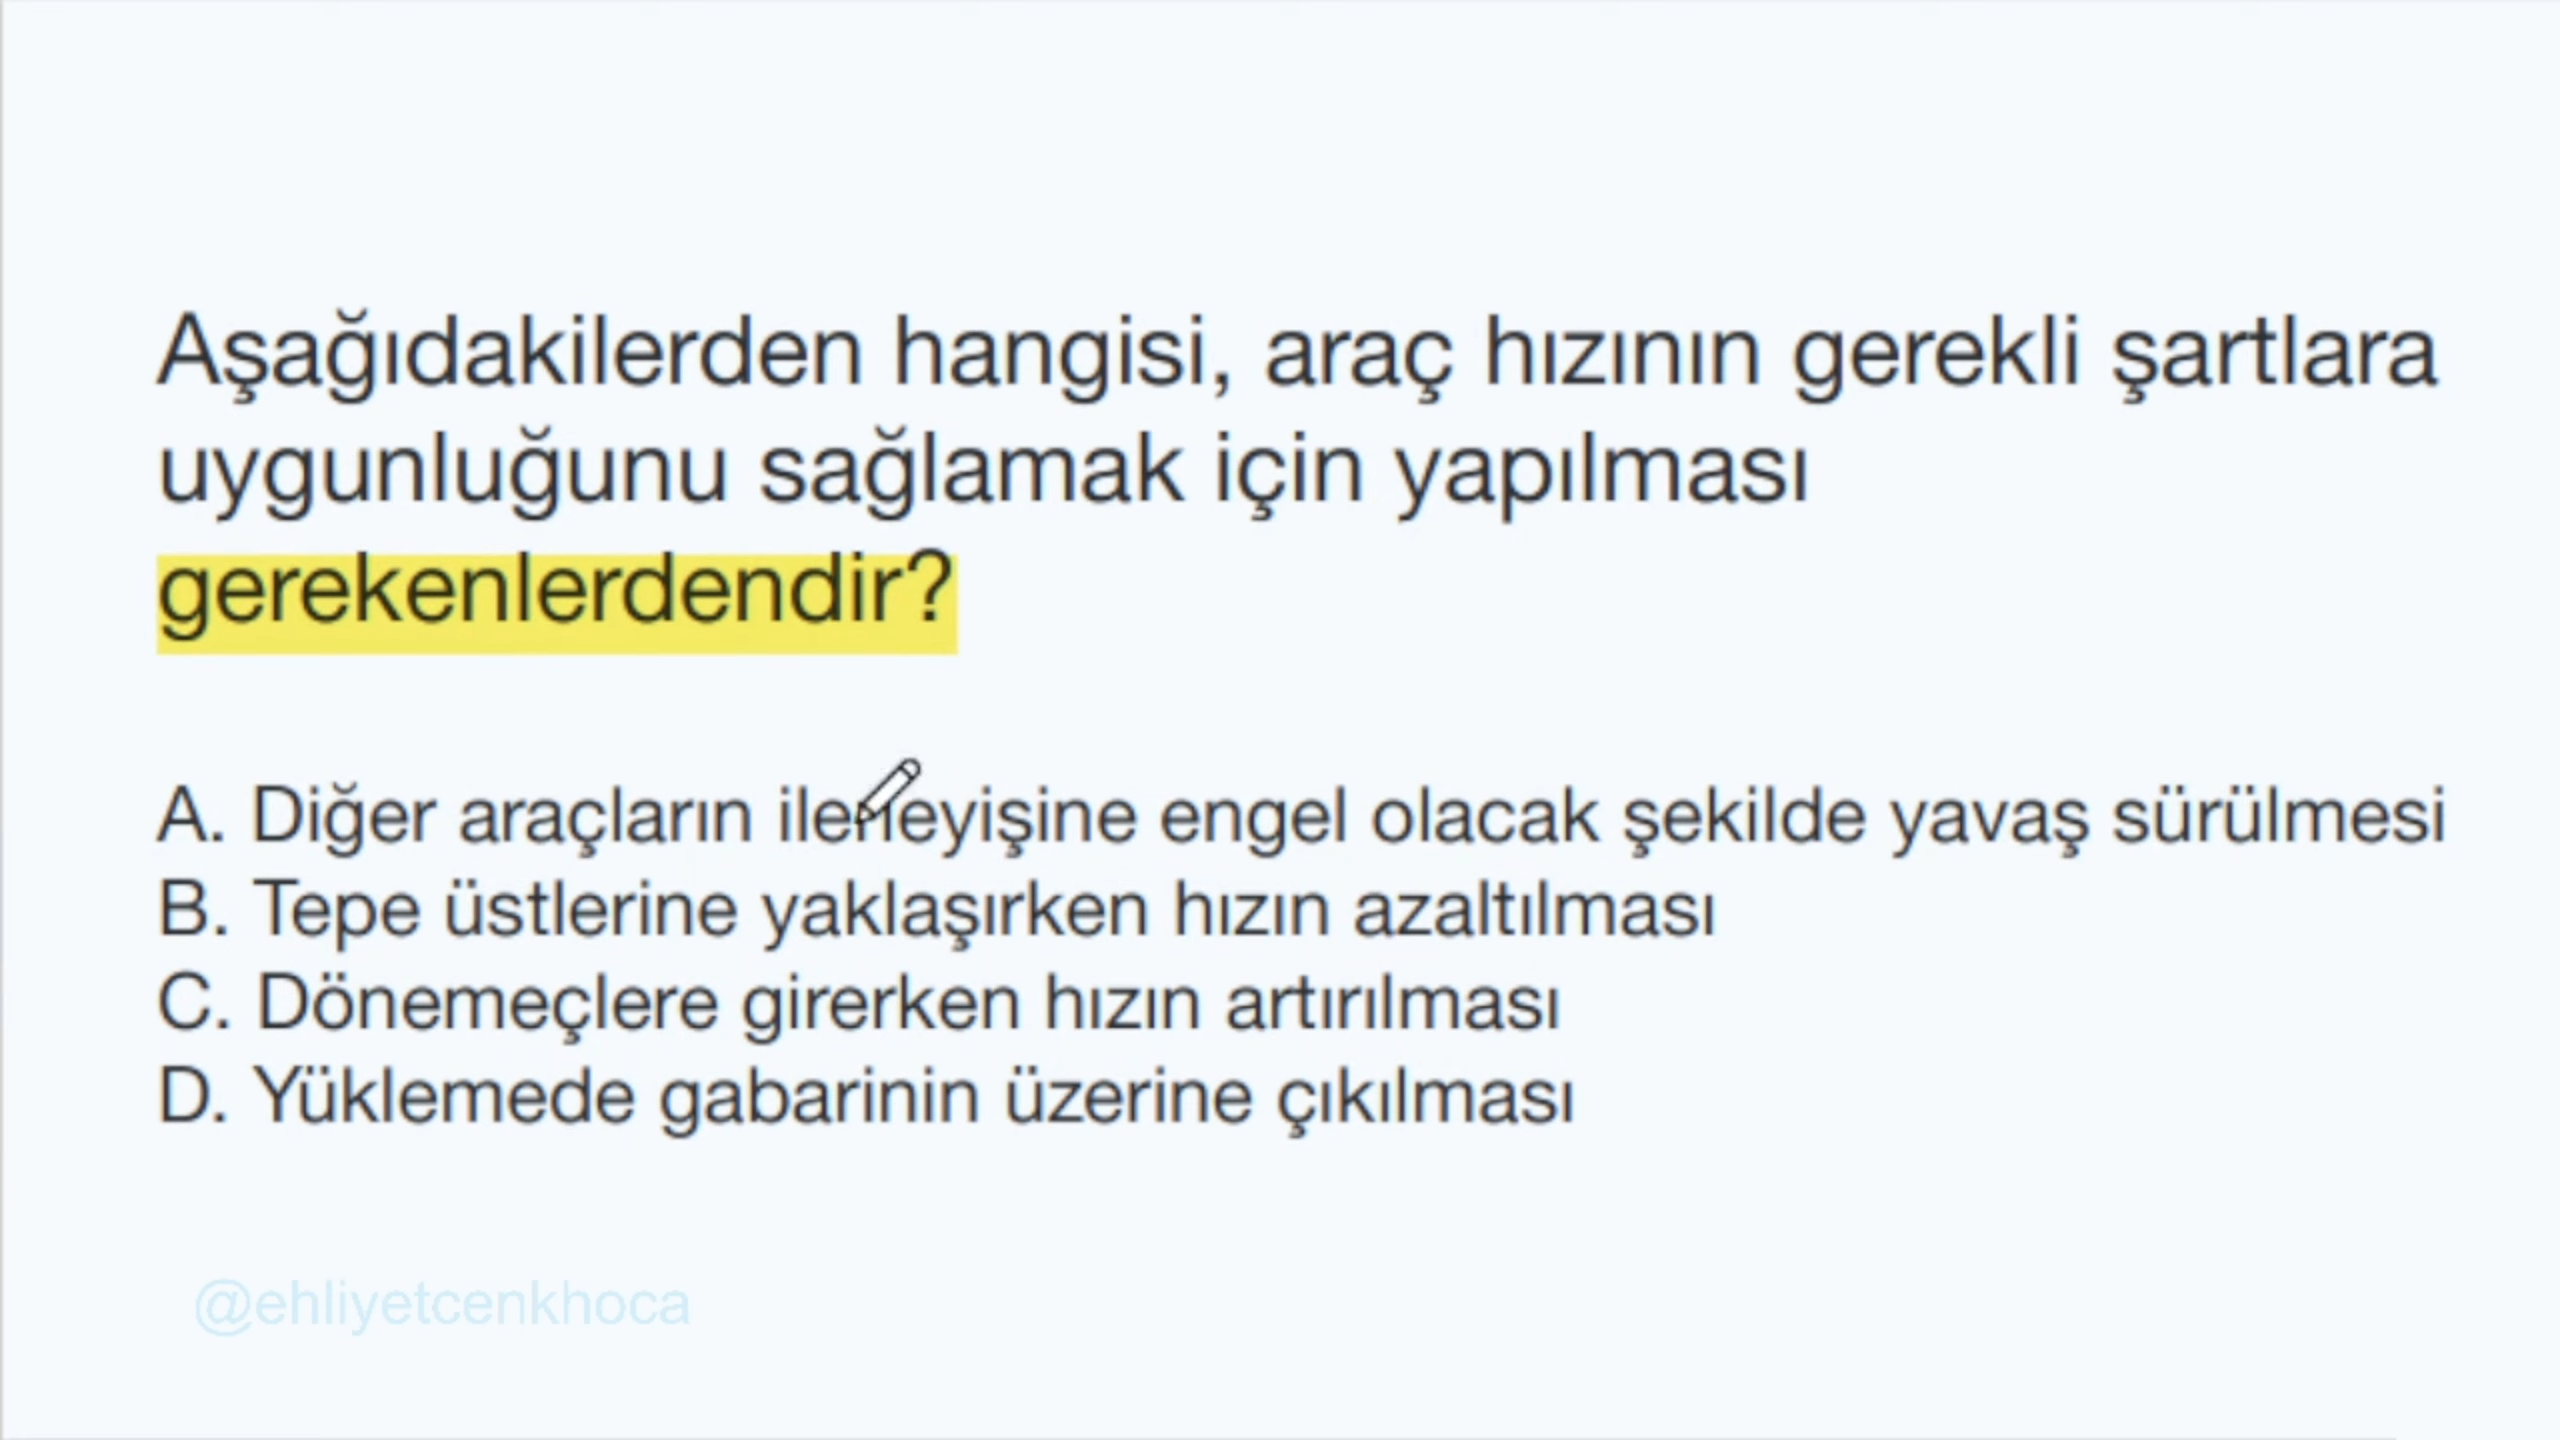 Aşağıdakilerden hangisi, araç hızının gerekli şartlara
uygunluğunu sağlamak için yapılması
gerekenlerdendir?
A. Diğer araçların ilerleyişine engel olacak şekilde yavaş sürülmesi
B. Tepe üstlerine yaklaşırken hızın azaltılması
C. Dönemeçlere girerken hızın artırılması
D. Yüklemede gabarinin üzerine çıkılması
@ehliyetcenkhoca